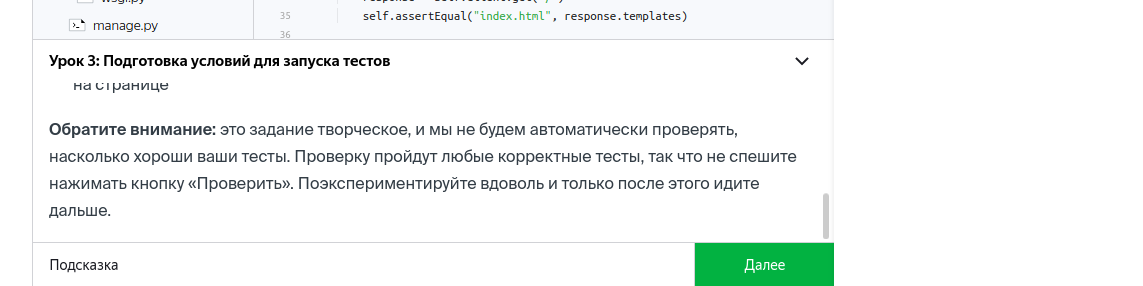 35 self.assertEqual("index.html", response.templates)
manage.py
36
Урок 3: Подготовка условий для запуска тестов
на странице
Обратите внимание: это задание творческое, и мы не будем автоматически проверять,
насколько хороши ваши тесты. Проверку пройдут любые корректные тесты, так что не спешите
нажимать кнопку «Проверить». Поэкспериментируйте вдоволь и только после этого идите
дальше.
Подсказка
Далее